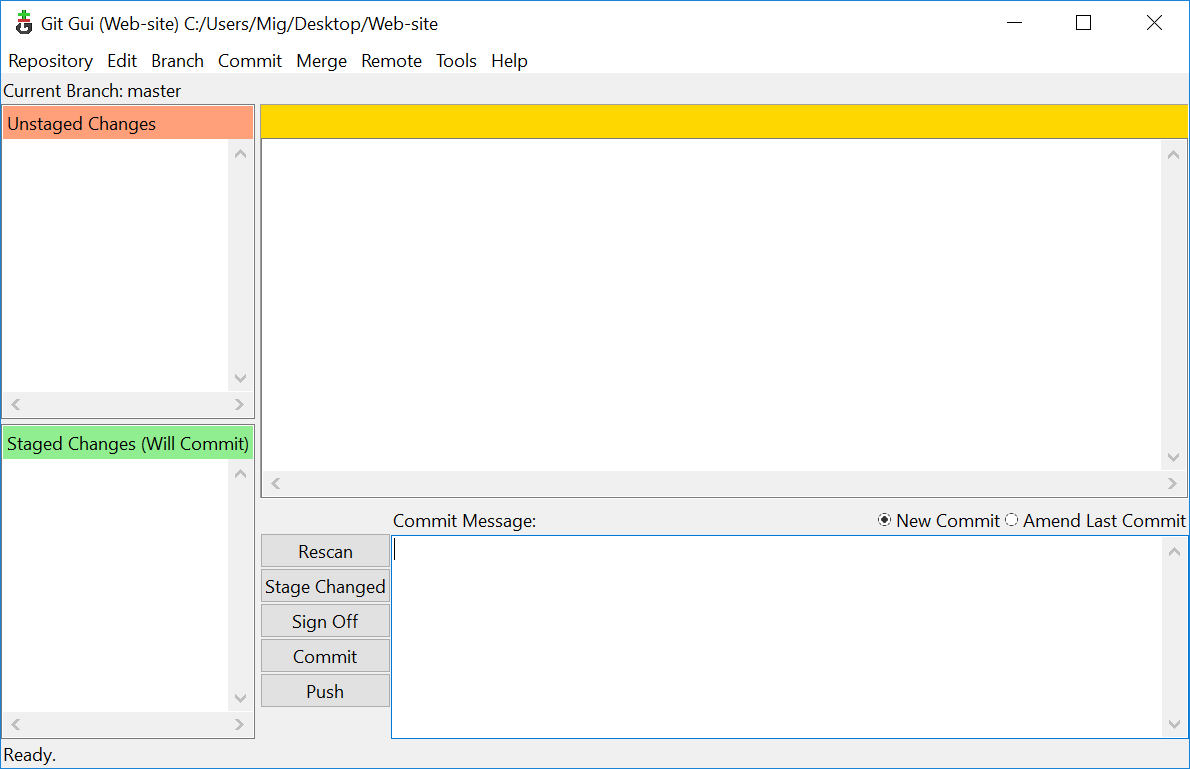 Git Gui (Web-site) C:/Users/Mig/Desktop/Web-site
Repository Edit Branch Commit Merge Remote Tools Help
Current Branch: master
Unstaged Changes
Staged Changes (Will Commit)
Commit Message:
New Commit Amend Last Commit
Rescan
Stage Changed
Sign Off
Commit
Push
Ready.